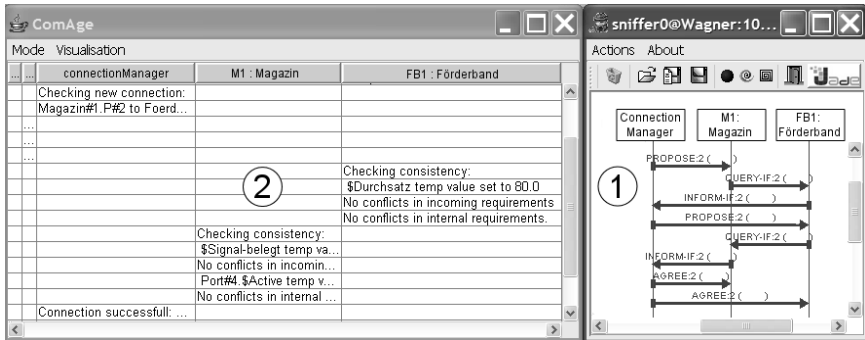 ComAge
Mode Visualisation
... ... connectionManager M1 : Magazin FB1 : Förderband
Checking new connection:
Magazin#1.P#2 to Foerd...
...
...
...
Checking consistency:
$Durchsatz temp value set to 80.0
No conflicts in incoming requirements
No conflicts in internal requirements.
Checking consistency:
$Signal-belegt temp va...
No conflicts in incomin...
Port#4.$Active temp v...
No conflicts in internal ...
Connection successfull: ...
2
sniffer0@Wagner:10...
Actions About
Jade
Connection Manager
M1: Magazin
FB1: Förderband
PROPOSE:2 ( )
QUERY-IF:2 ( )
INFORM-IF:2 ( )
PROPOSE:2 ( )
QUERY-IF:2 ( )
INFORM-IF:2 ( )
AGREE:2 ( )
AGREE:2 ( )
1